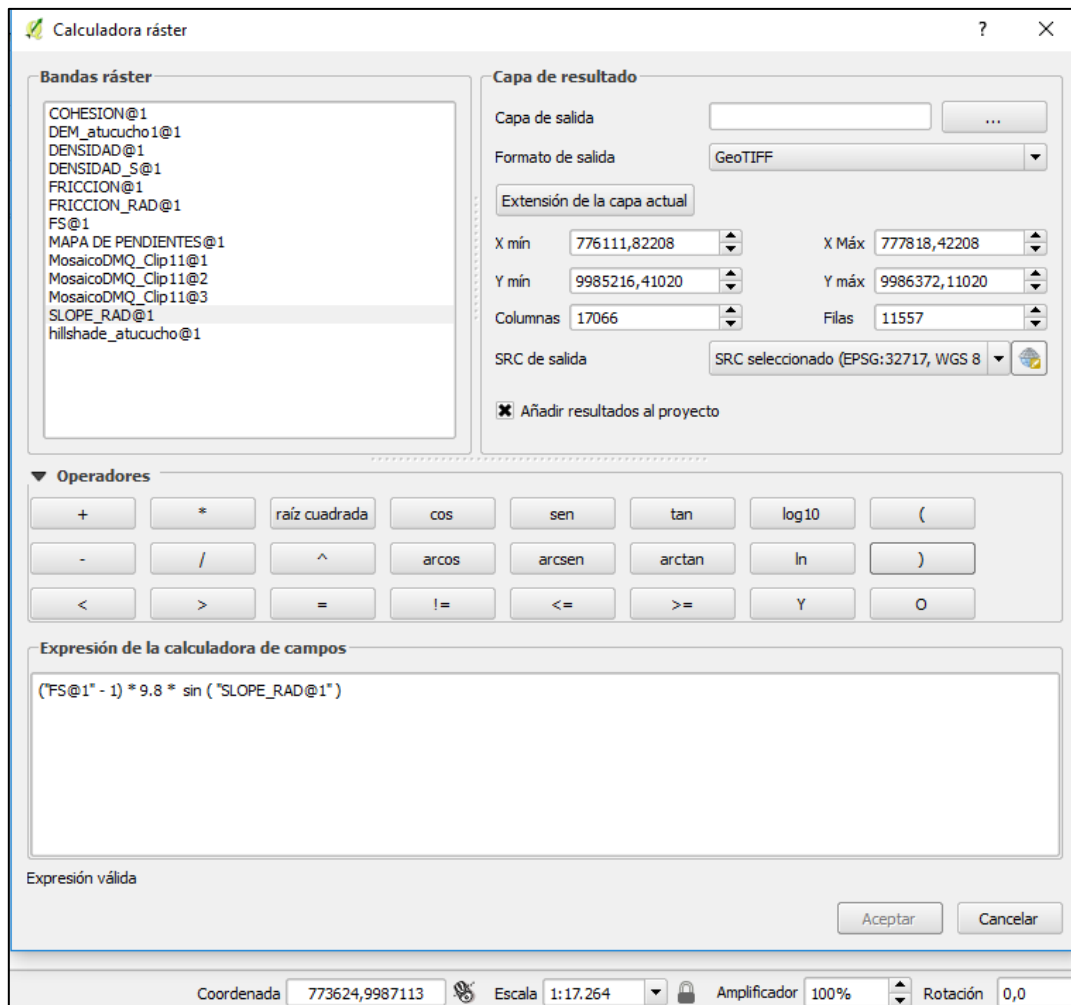 Calculadora ráster ?
Bandas ráster
COHESION@1
DEM_atucucho1@1
DENSIDAD@1
DENSIDAD_S@1
FRICCION@1
FRICCION_RAD@1
FS@1
MAPA DE PENDIENTES@1
MosaicoDMQ_Clip11@1
MosaicoDMQ_Clip11@2
MosaicoDMQ_Clip11@3
SLOPE_RAD@1
hillshade_atucucho@1
Capa de resultado
Capa de salida ...
Formato de salida GeoTIFF
Extensión de la capa actual
X mín 776111,82208 X Máx 777818,42208
Y mín 9985216,41020 Y máx 9986372,11020
Columnas 17066 Filas 11557
SRC de salida SRC seleccionado (EPSG:32717, WGS 8
Añadir resultados al proyecto
Operadores
+ * raíz cuadrada cos sen tan log10 (
- / ^ arcos arcsen arctan ln )
< > = != <= >= Y O
Expresión de la calculadora de campos
("FS@1" - 1) * 9.8 * sin ( "SLOPE_RAD@1" )
Expresión válida
Aceptar Cancelar
Coordenada 773624,9987113 Escala 1:17.264 Amplificador 100% Rotación 0,0